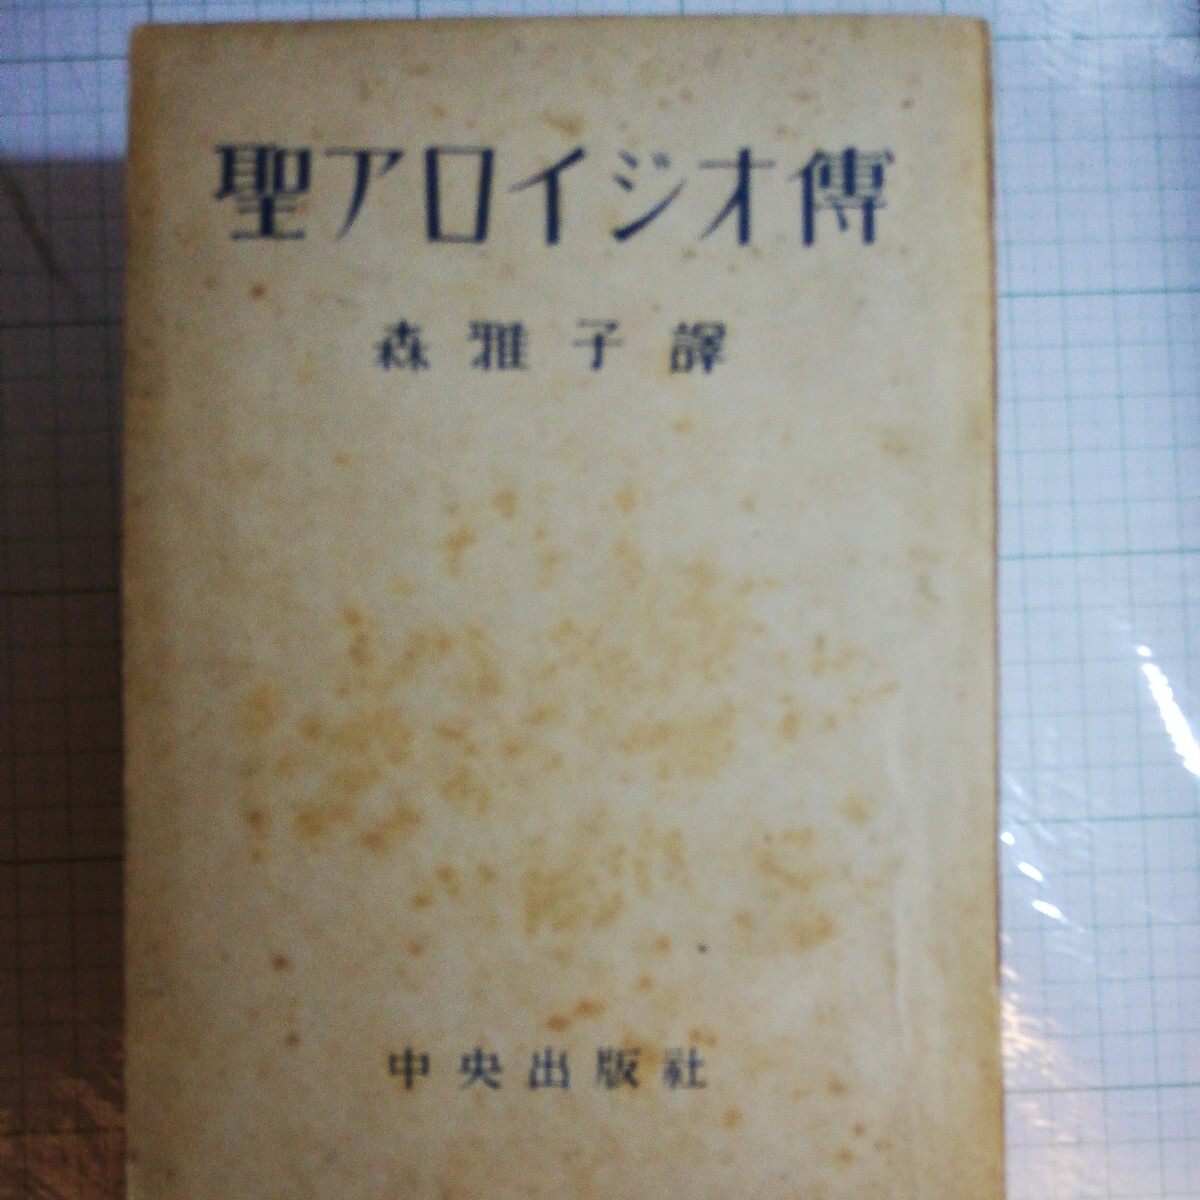 聖アロイジオ傳
森雅子譯
中央出版社